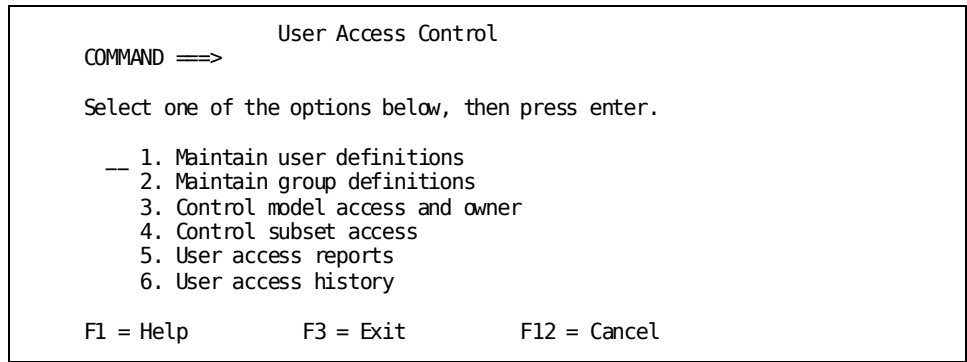 User Access Control
COMMAND ===>
Select one of the options below, then press enter.
__ 1. Maintain user definitions
2. Maintain group definitions
3. Control model access and owner
4. Control subset access
5. User access reports
6. User access history
F1 = Help F3 = Exit F12 = Cancel